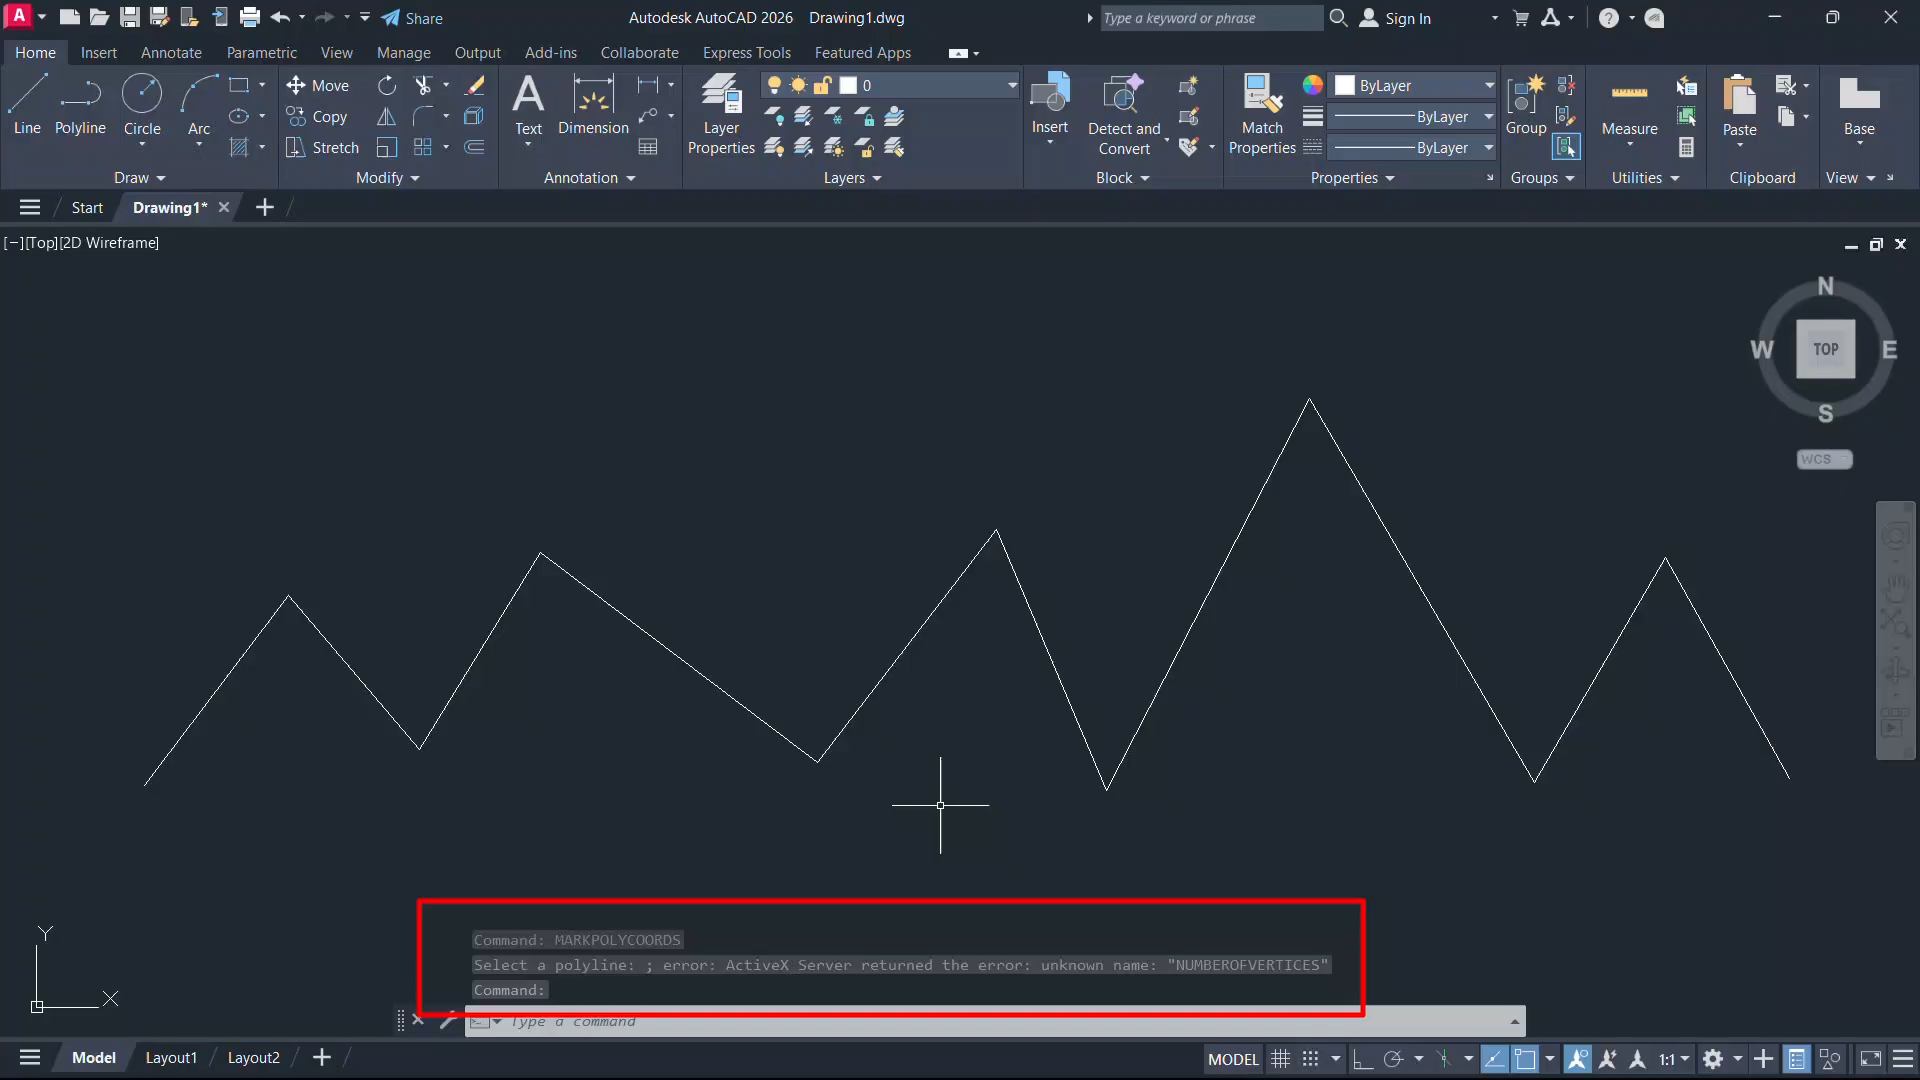 A Share Autodesk AutoCAD 2026 Drawing1.dwg Type a keyword or phrase Sign In
Home Insert Annotate Parametric View Manage Output Add-ins Collaborate Express Tools Featured Apps
Line Polyline Circle Arc
Move
Copy
Stretch
Text Dimension
Layer
Properties
0
Insert
Detect and
Convert
Match
Properties
ByLayer
ByLayer
ByLayer
Group
Measure
Paste
Base
Draw Modify Annotation Layers Block Properties Groups Utilities Clipboard View
Start Drawing1*
[−][Top][2D Wireframe]
N
W TOP E
S
WCS
Y
X
Command: MARKPOLYCOORDS
Select a polyline: ; error: ActiveX Server returned the error: unknown name: "NUMBEROFVERTICES"
Command:
Type a command
Model Layout1 Layout2
MODEL 1:1